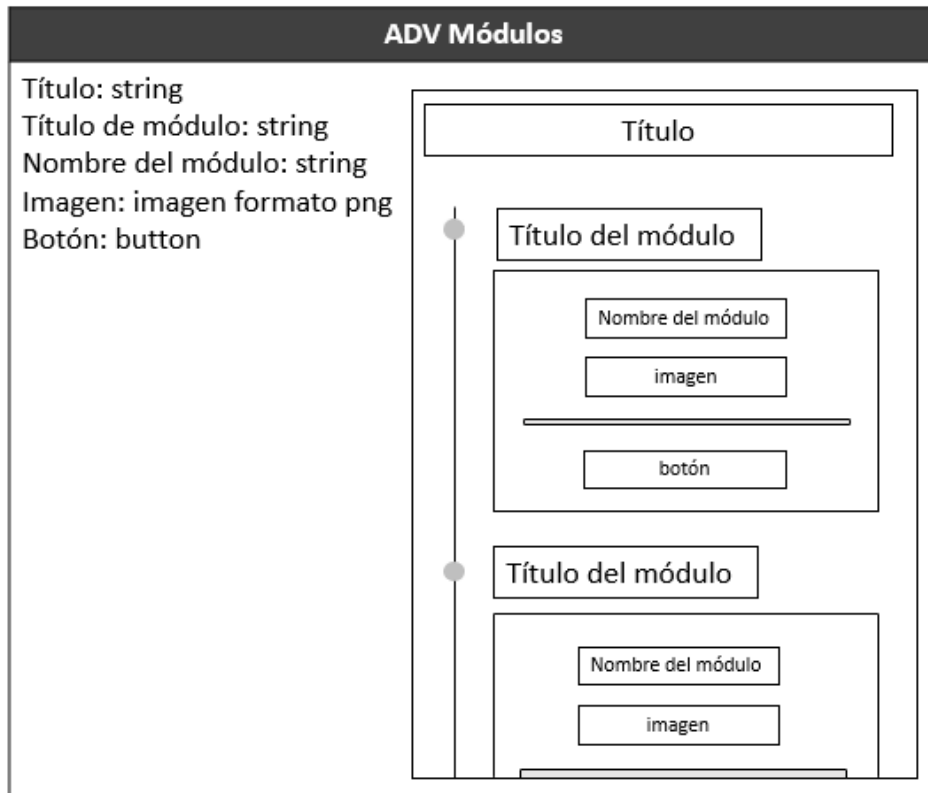 ADV Módulos
Título: string
Título de módulo: string
Nombre del módulo: string
Imagen: imagen formato png
Botón: button
Título
Título del módulo
Nombre del módulo
imagen
botón
Título del módulo
Nombre del módulo
imagen